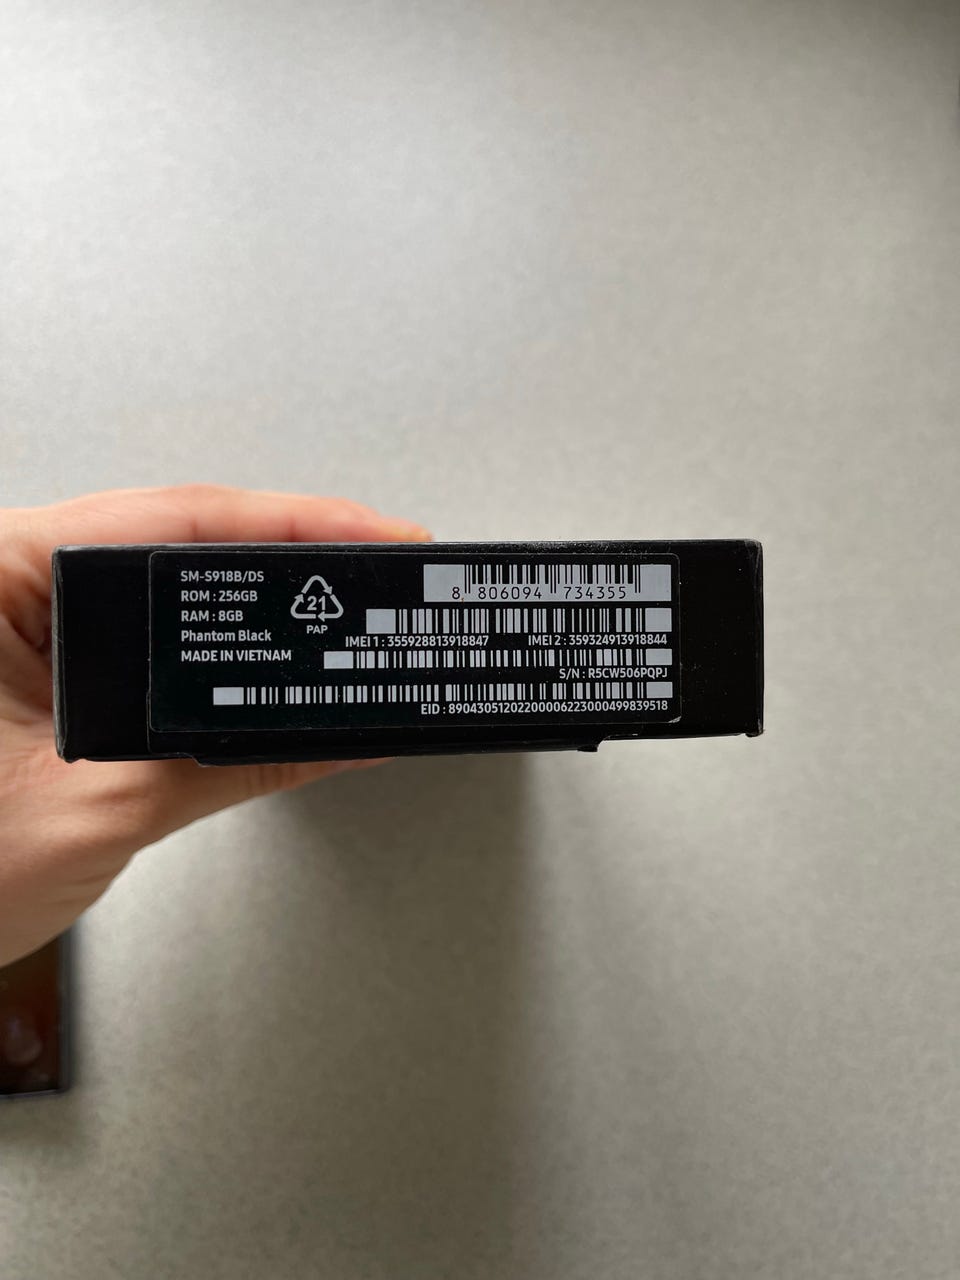 SM-S918B/DS
ROM : 256GB
RAM : 8GB
Phantom Black
MADE IN VIETNAM
21
PAP
8 806094 734355
IMEI 1 : 355928813918847 IMEI 2 : 359324913918844
S/N : R5CW506PQPJ
EID : 89043051202200006223000499839518